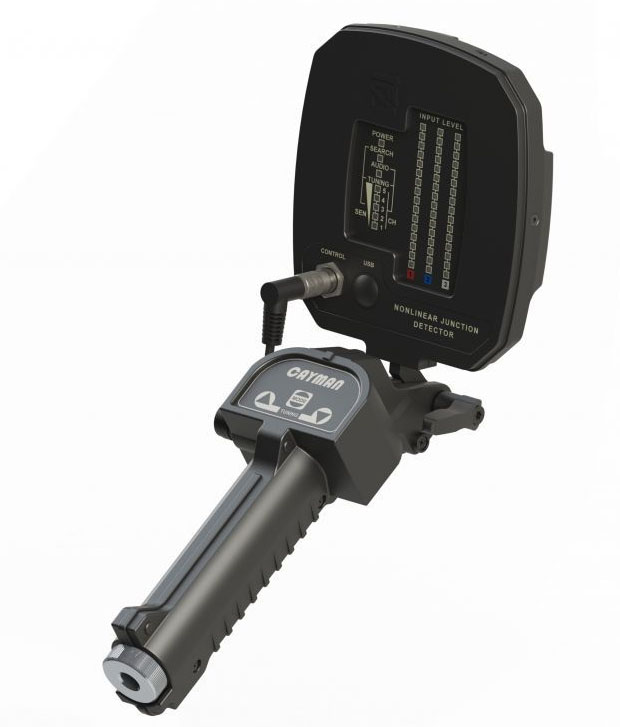 INPUT LEVEL
POWER
SEARCH
AUDIO
TUNING
5
4
3
SEN
2
CH
1
1
2
3
CONTROL
USB
NONLINEAR JUNCTION
DETECTOR
CAYMAN
MODE
TUNING